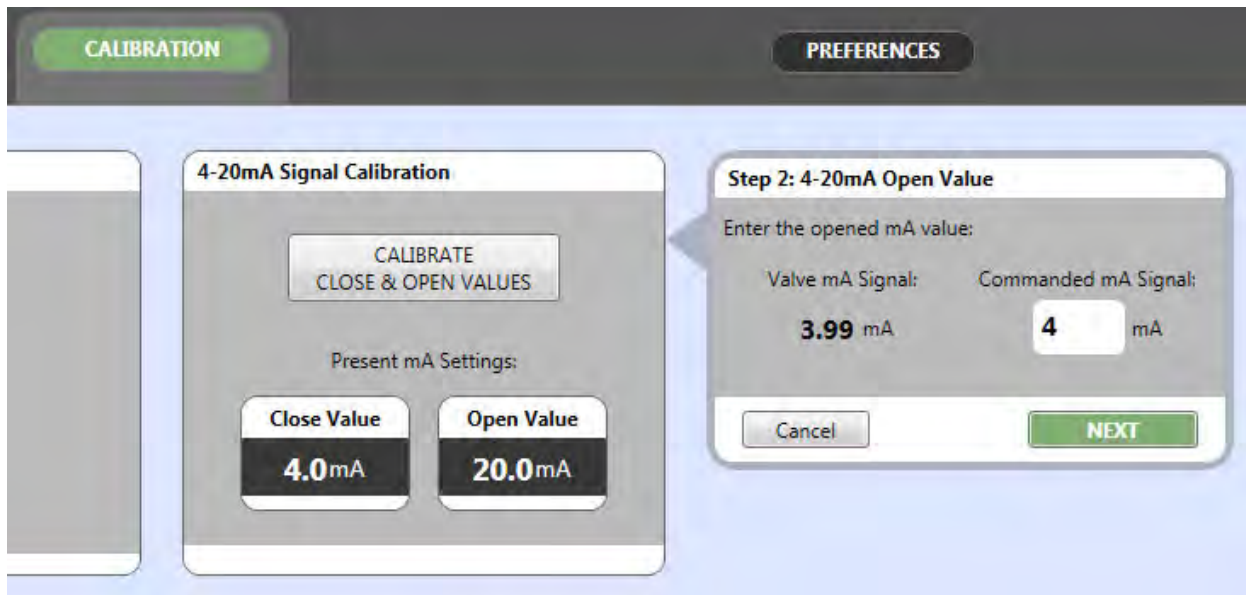 CALIBRATION
PREFERENCES
4-20mA Signal Calibration
CALIBRATE
CLOSE & OPEN VALUES
Present mA Settings:
Close Value
Open Value
4.0mA
20.0mA
Step 2: 4-20mA Open Value
Enter the opened mA value:
Valve mA Signal:
Commanded mA Signal:
3.99 mA
4 mA
Cancel
NEXT